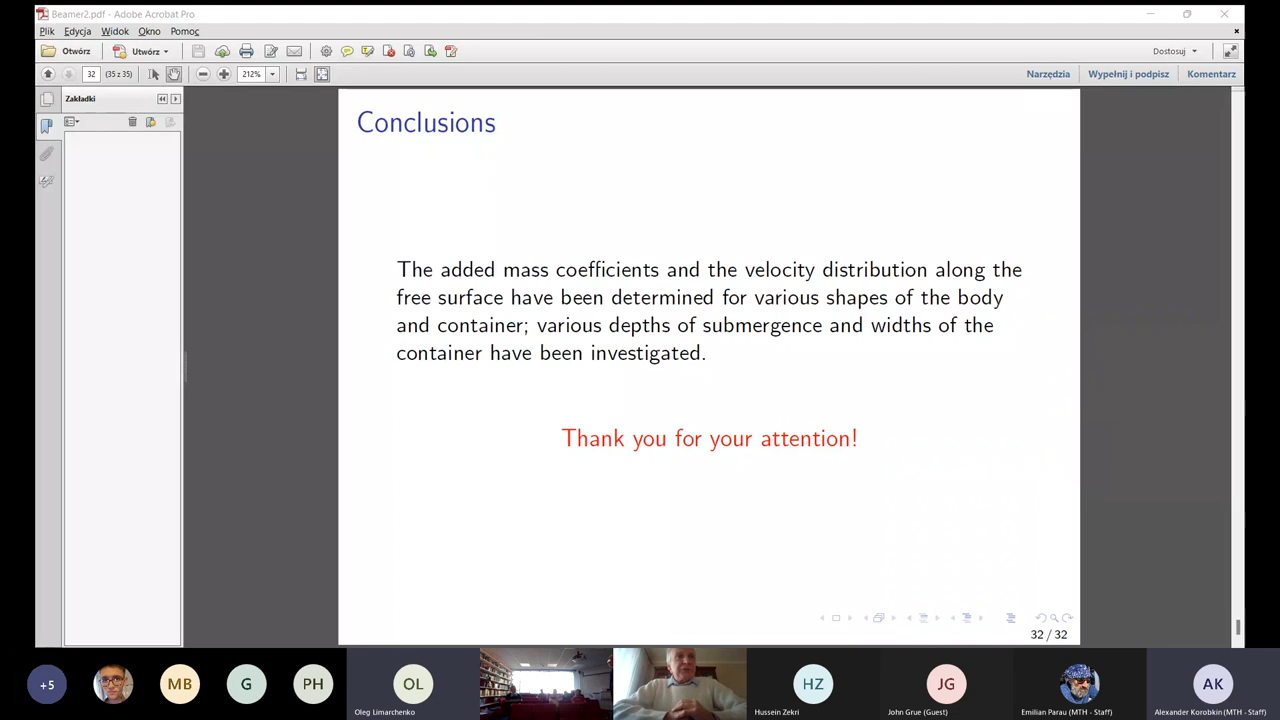 Beamer2.pdf - Adobe Acrobat Pro
Plik Edycja Widok Okno Pomoc
Otwórz Utwórz Dostosuj
32 (35 z 35) 212% Narzędzia Wypełnij i podpisz Komentarz
Zakładki
Conclusions
The added mass coefficients and the velocity distribution along the
free surface have been determined for various shapes of the body
and container; various depths of submergence and widths of the
container have been investigated.
Thank you for your attention!
32 / 32
+5 MB G PH OL HZ JG AK
Oleg Limarchenko Hussein Zekri John Grue (Guest) Emilian Parau (MTH - Staff) Alexander Korobkin (MTH - Staff)